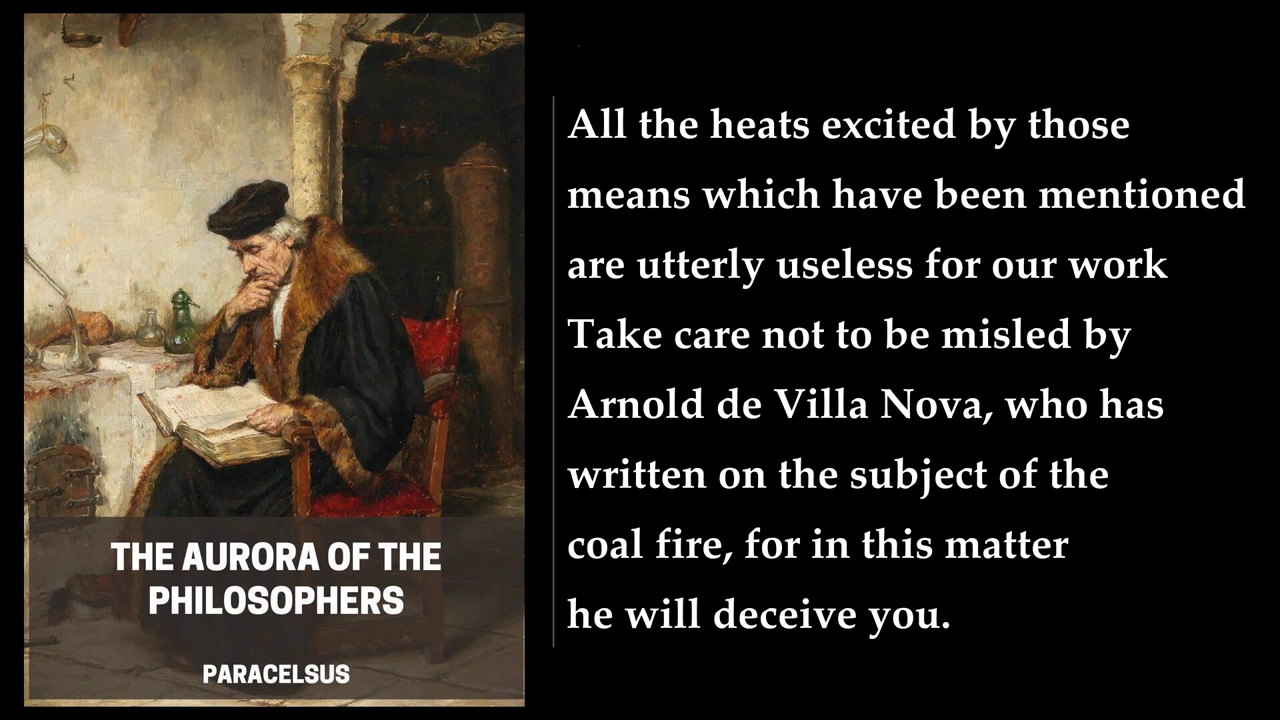 THE AURORA OF THE
PHILOSOPHERS
PARACELSUS
All the heats excited by those
means which have been mentioned
are utterly useless for our work
Take care not to be misled by
Arnold de Villa Nova, who has
written on the subject of the
coal fire, for in this matter
he will deceive you.